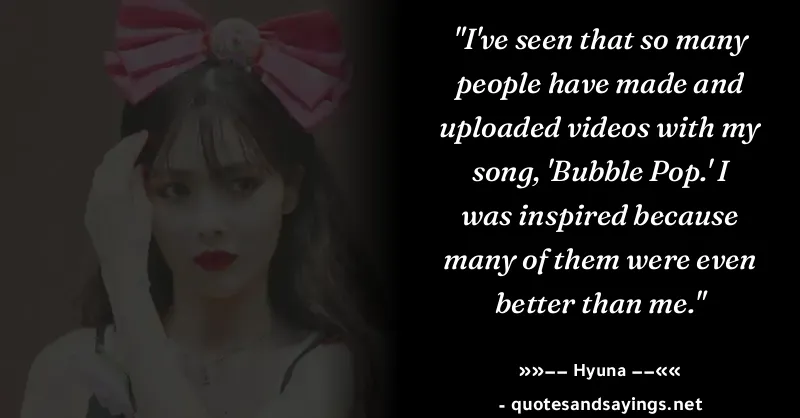 "I've seen that so many
people have made and
uploaded videos with my
song, 'Bubble Pop.' I
was inspired because
many of them were even
better than me."
»»−− Hyuna −−««
- quotesandsayings.net